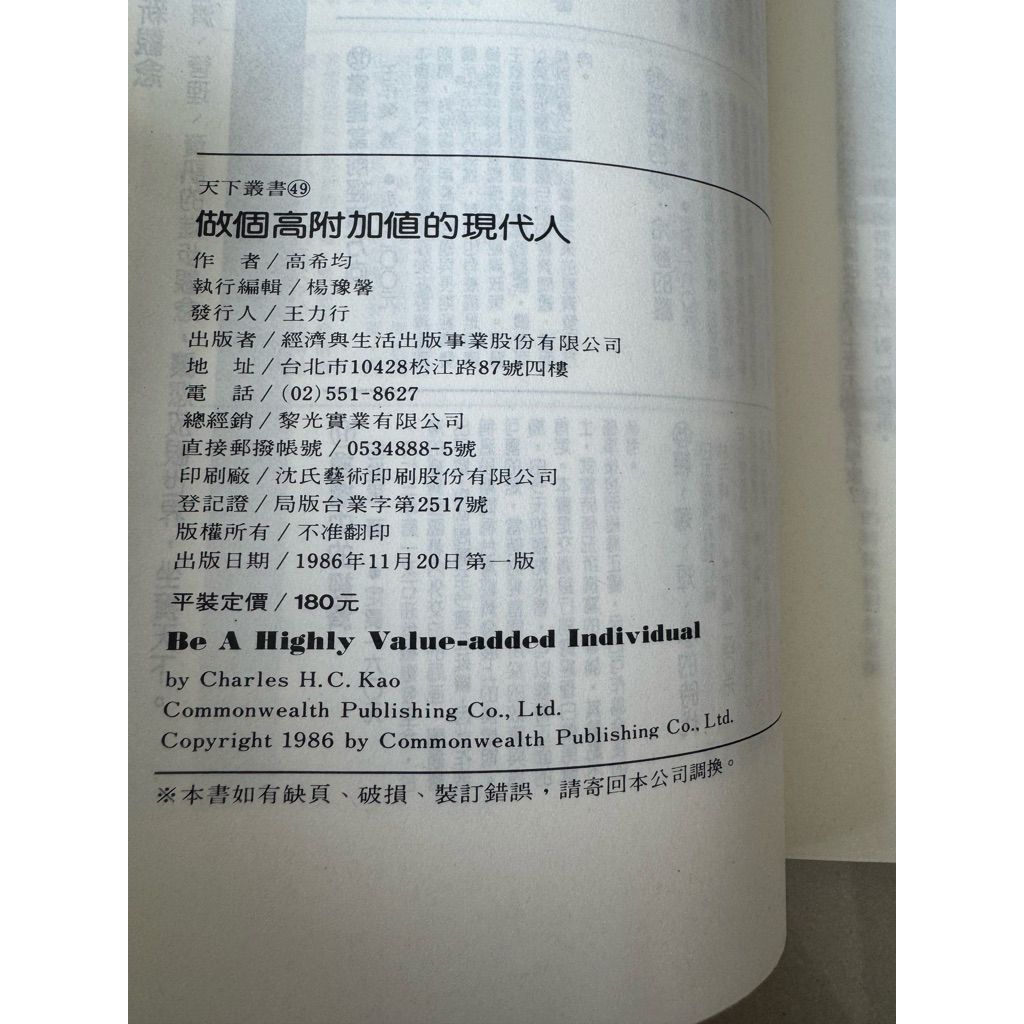 天下叢書㊾
做個高附加值的現代人
作　者／高希均
執行編輯／楊豫馨
發行人／王力行
出版者／經濟與生活出版事業股份有限公司
地　址／台北市10428松江路87號四樓
電　話／(02)551-8627
總經銷／黎光實業有限公司
直接郵撥帳號／0534888-5號
印刷廠／沈氏藝術印刷股份有限公司
登記證／局版台業字第2517號
版權所有／不准翻印
出版日期／1986年11月20日第一版
平裝定價／180元
Be A Highly Value-added Individual
by Charles H.C. Kao
Commonwealth Publishing Co., Ltd.
Copyright 1986 by Commonwealth Publishing Co., Ltd.
※本書如有缺頁、破損、裝訂錯誤，請寄回本公司調換。